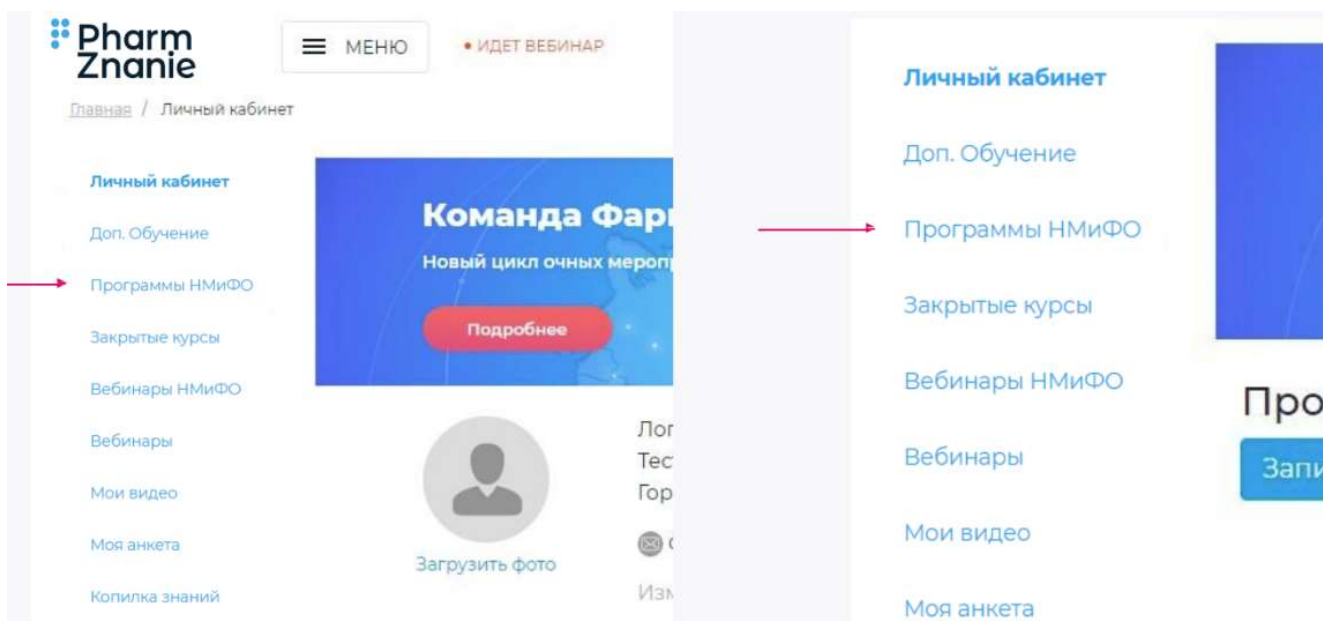 Pharm
Znanie
МЕНЮ
• ИДЕТ ВЕБИНАР
Главная / Личный кабинет
Личный кабинет
Доп. Обучение
Программы НМиФО
Закрытые курсы
Вебинары НМиФО
Вебинары
Мои видео
Моя анкета
Копилка знаний
Команда Фар
Новый цикл очных мероп
Подробнее
Загрузить фото
Лог
Тес
Гор
Изм
Личный кабинет
Доп. Обучение
Программы НМиФО
Закрытые курсы
Вебинары НМиФО
Вебинары
Мои видео
Моя анкета
Про
Запи